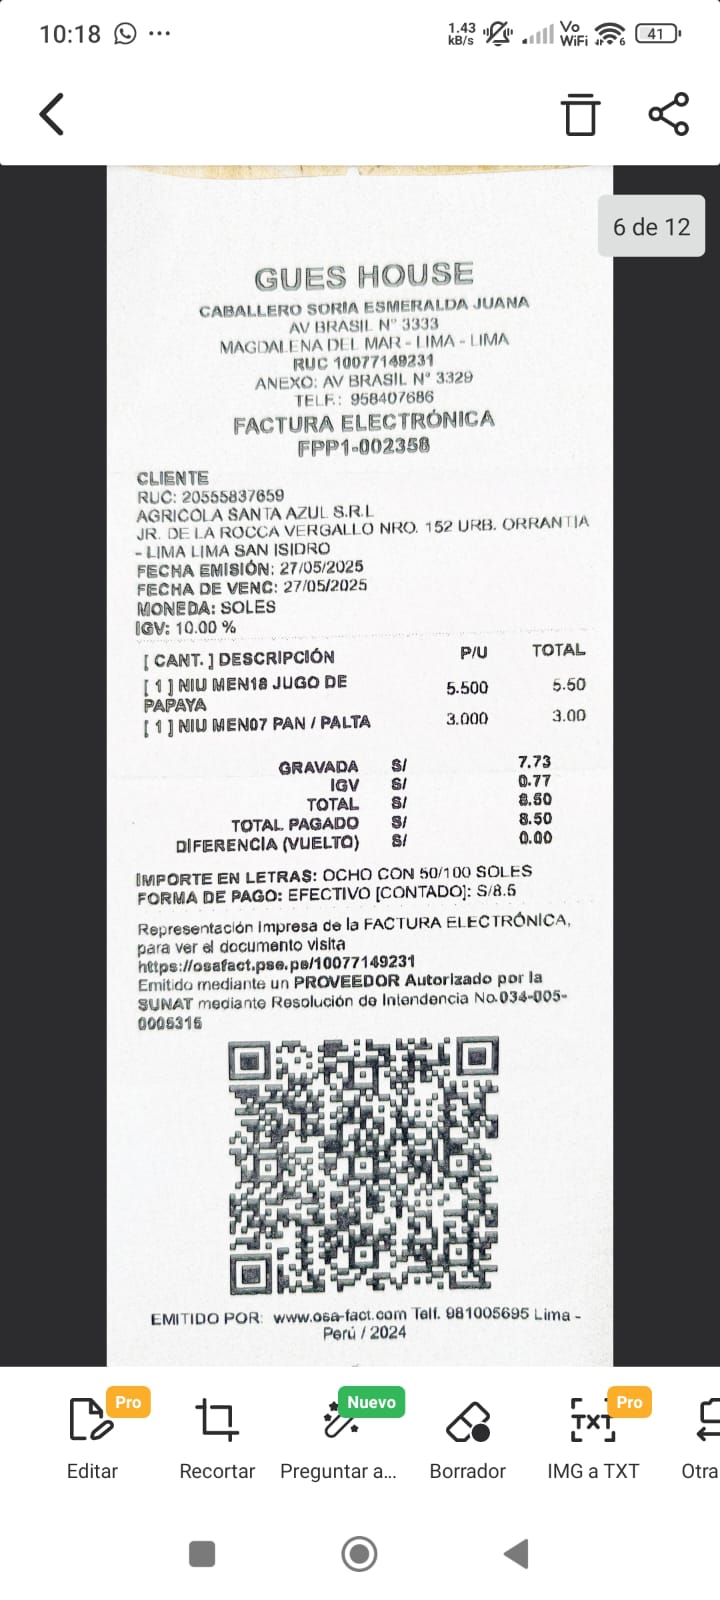 10:18 ...
1.43 kB/s Vo WiFi 6 41
6 de 12
GUES HOUSE
CABALLERO SORIA ESMERALDA JUANA
AV BRASIL N° 3333
MAGDALENA DEL MAR - LIMA - LIMA
RUC 10077149231
ANEXO: AV BRASIL N° 3329
TELF.: 958407686
FACTURA ELECTRÓNICA
FPP1-002358
CLIENTE
RUC: 20555837659
AGRICOLA SANTA AZUL S.R.L
JR. DE LA ROCCA VERGALLO NRO. 152 URB. ORRANTIA
- LIMA LIMA SAN ISIDRO
FECHA EMISIÓN: 27/05/2025
FECHA DE VENC: 27/05/2025
MONEDA: SOLES
IGV: 10.00 %
[ CANT. ] DESCRIPCIÓN P/U TOTAL
[ 1 ] NIU MEN18 JUGO DE PAPAYA 5.500 5.50
[ 1 ] NIU MEN07 PAN / PALTA 3.000 3.00
GRAVADA S/ 7.73
IGV S/ 0.77
TOTAL S/ 8.50
TOTAL PAGADO S/ 8.50
DIFERENCIA (VUELTO) S/ 0.00
IMPORTE EN LETRAS: OCHO CON 50/100 SOLES
FORMA DE PAGO: EFECTIVO [CONTADO]: S/8.5
Representación Impresa de la FACTURA ELECTRÓNICA,
para ver el documento visita
https://osafact.pse.pe/10077149231
Emitido mediante un PROVEEDOR Autorizado por la
SUNAT mediante Resolución de Intendencia No.034-005-
0005315
EMITIDO POR: www.osa-fact.com Telf. 981005695 Lima -
Perú / 2024
Pro Nuevo Pro
TXT
Editar Recortar Preguntar a... Borrador IMG a TXT Otra